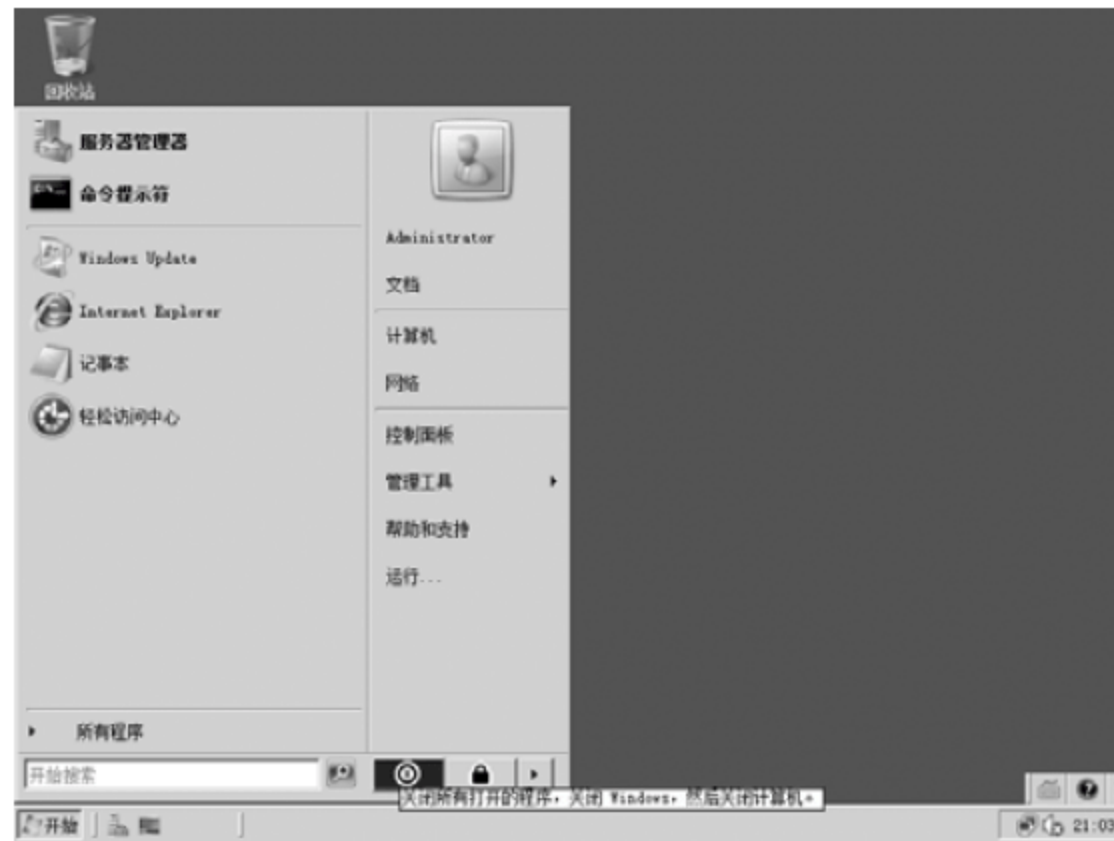 回收站
服务器管理器
命令提示符
Windows Update
Internet Explorer
记事本
轻松访问中心
所有程序
开始搜索
Administrator
文档
计算机
网络
控制面板
管理工具
帮助和支持
运行...
关闭所有打开的程序，关闭 Windows，然后关闭计算机。
开始
21:03